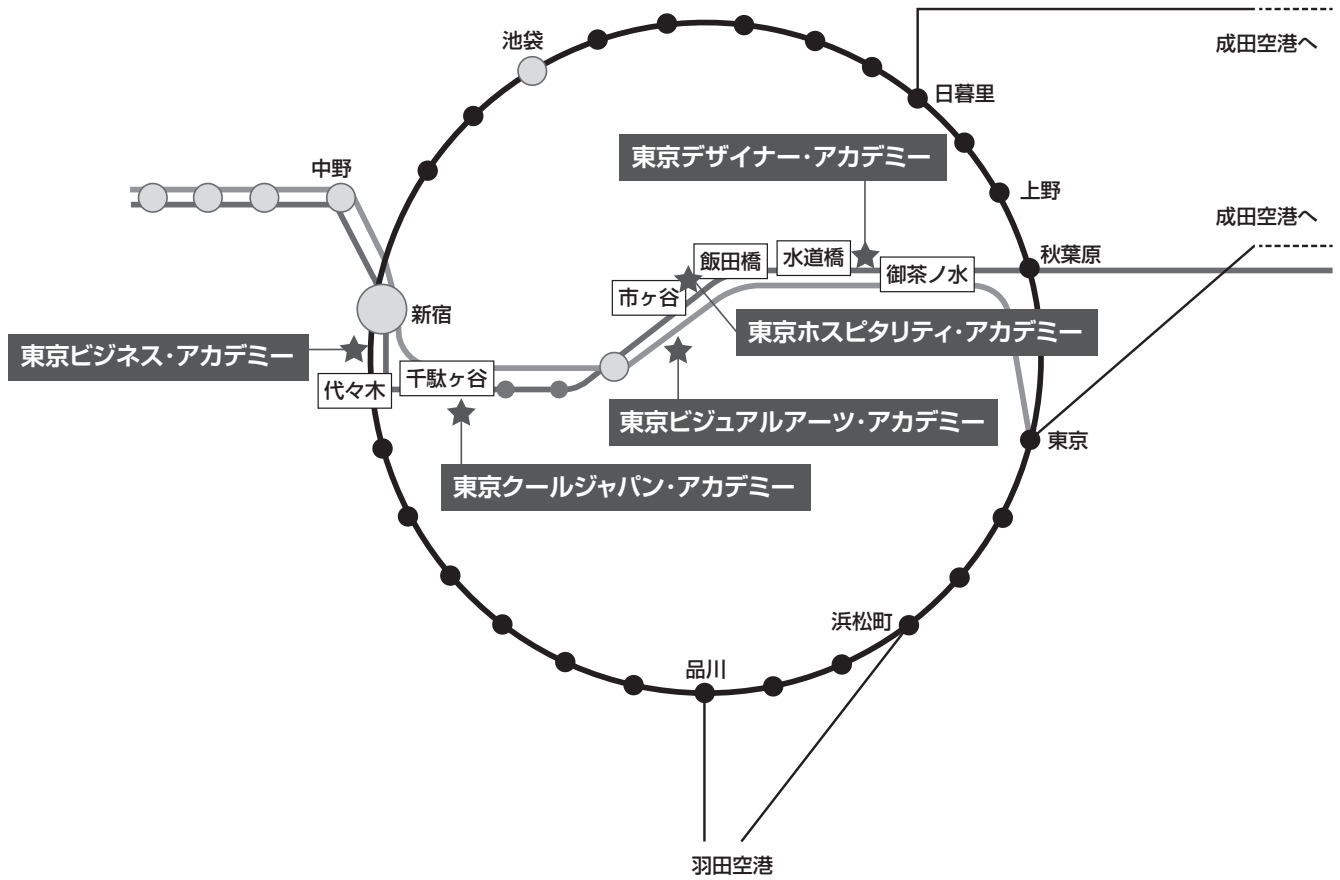 池袋
成田空港へ
日暮里
東京デザイナー・アカデミー
中野
上野
成田空港へ
秋葉原
飯田橋
水道橋
御茶ノ水
市ヶ谷
新宿
東京ホスピタリティ・アカデミー
東京ビジネス・アカデミー
千駄ヶ谷
代々木
東京ビジュアルアーツ・アカデミー
東京
東京クールジャパン・アカデミー
浜松町
品川
羽田空港